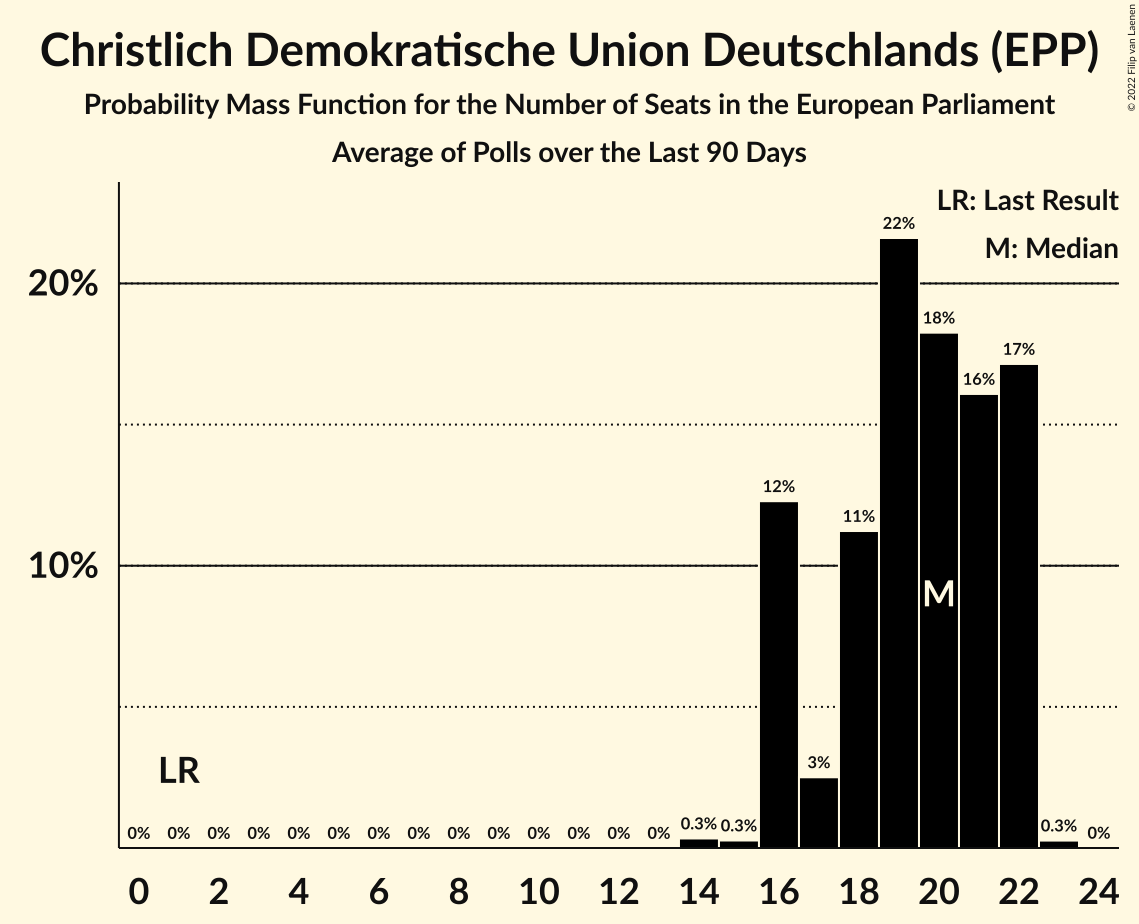 Christlich Demokratische Union Deutschlands (EPP)
Probability Mass Function for the Number of Seats in the European Parliament
Average of Polls over the Last 90 Days
© 2022 Filip van Laenen
LR: Last Result
M: Median
20%
10%
22%
18%
17%
16%
12%
11%
M
3%
LR
0% 0% 0% 0% 0% 0% 0% 0% 0% 0% 0% 0% 0% 0% 0.3% 0.3% 0.3% 0%
0 2 4 6 8 10 12 14 16 18 20 22 24